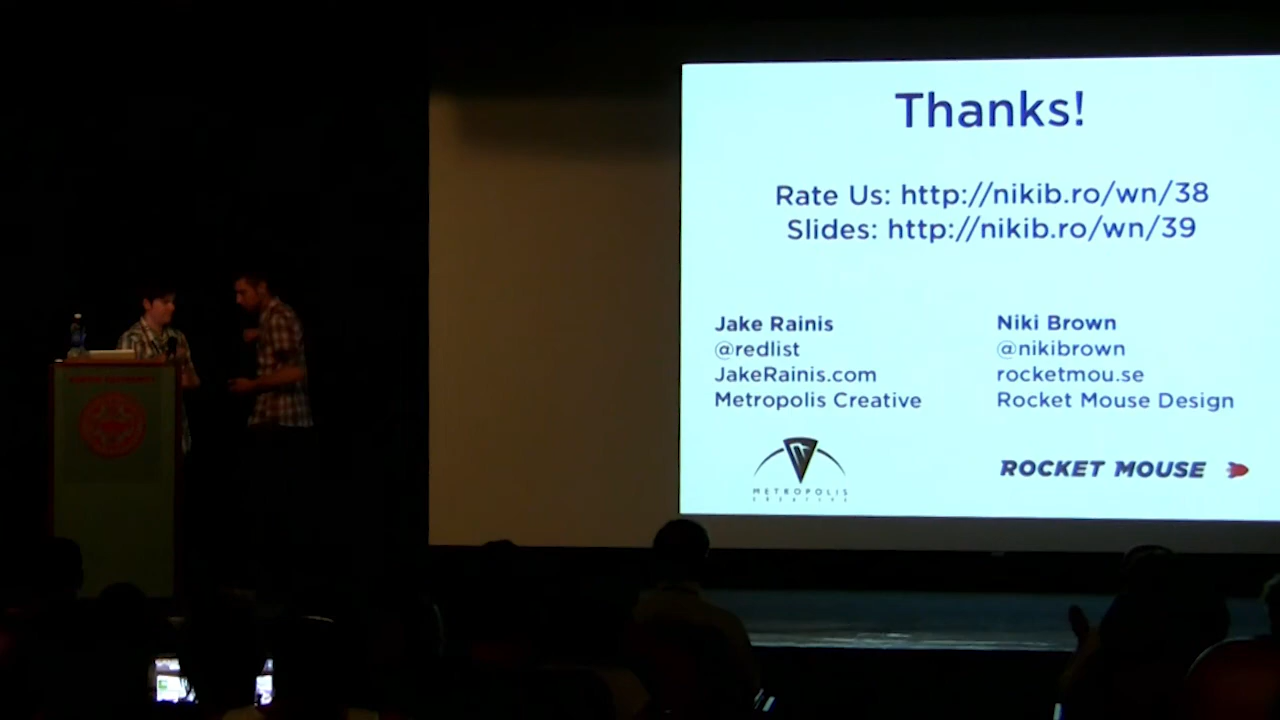 Thanks!
Rate Us: http://nikib.ro/wn/38
Slides: http://nikib.ro/wn/39
Jake Rainis
@redlist
JakeRainis.com
Metropolis Creative
Niki Brown
@nikibrown
rocketmou.se
Rocket Mouse Design
METROPOLIS
CREATIVE
ROCKET MOUSE